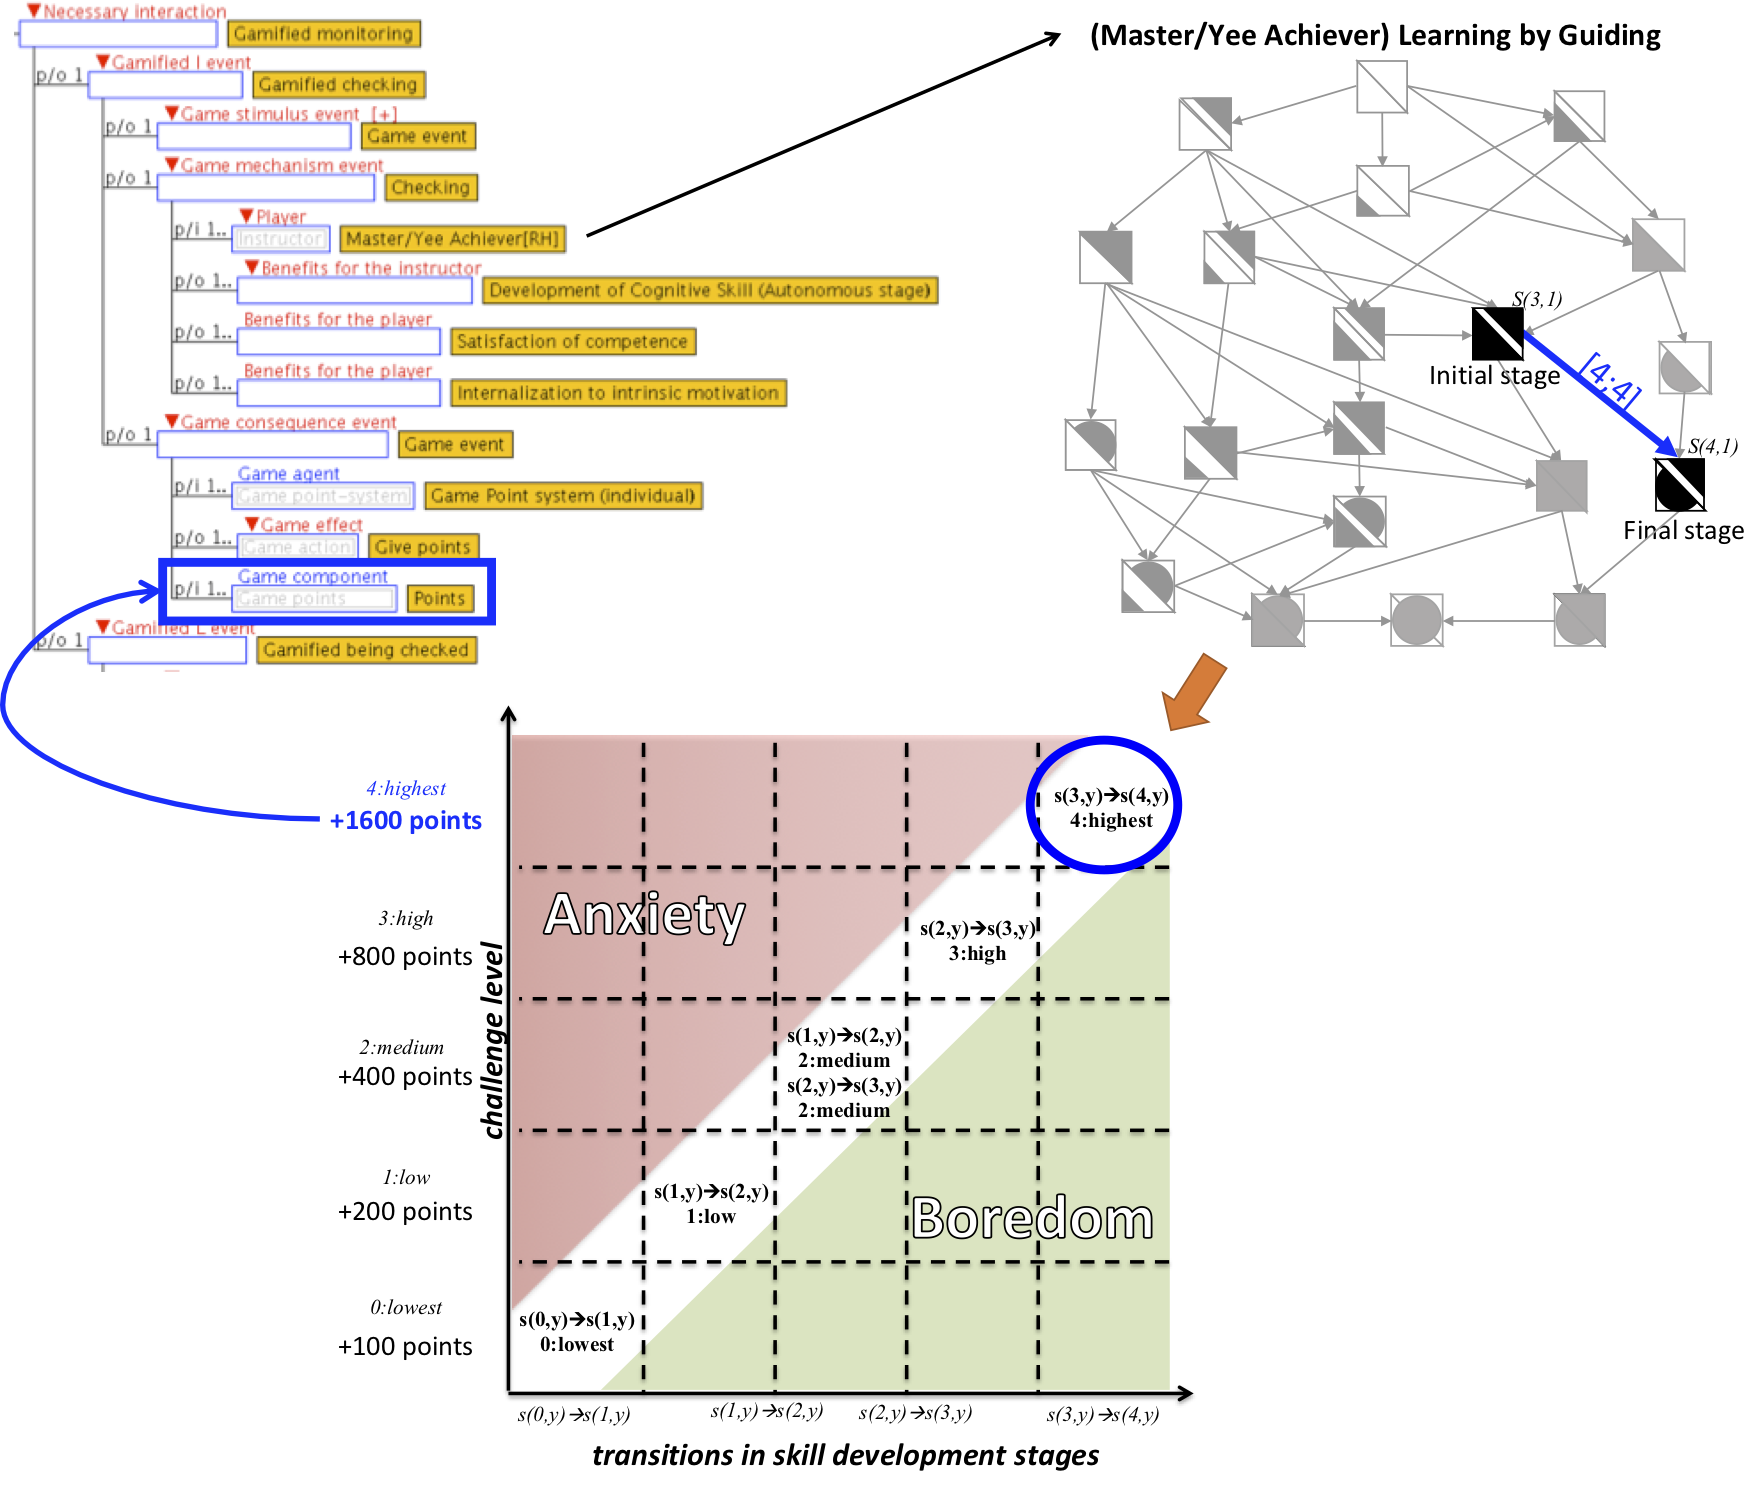 ▼Necessary interaction
Gamified monitoring
p/o 1
▼Gamified I event
Gamified checking
p/o 1
▼Game stimulus event [+]
Game event
p/o 1
▼Game mechanism event
Checking
p/i 1..
▼Player
Instructor
Master/Yee Achiever[RH]
p/o 1..
▼Benefits for the instructor
Development of Cognitive Skill (Autonomous stage)
p/o 1..
Benefits for the player
Satisfaction of competence
p/o 1..
Benefits for the player
Internalization to intrinsic motivation
p/o 1
▼Game consequence event
Game event
p/i 1..
Game agent
Game point-system
Game Point system (individual)
p/o 1..
▼Game effect
Game action
Give points
p/i 1..
Game component
Game points
Points
p/o 1
▼Gamified L event
Gamified being checked
(Master/Yee Achiever) Learning by Guiding
S(3,1)
Initial stage
[4;4]
S(4,1)
Final stage
4:highest
+1600 points
3:high
+800 points
2:medium
+400 points
1:low
+200 points
0:lowest
+100 points
challenge level
Anxiety
Boredom
s(3,y)→s(4,y)
4:highest
s(2,y)→s(3,y)
3:high
s(1,y)→s(2,y)
2:medium
s(2,y)→s(3,y)
2:medium
s(1,y)→s(2,y)
1:low
s(0,y)→s(1,y)
0:lowest
s(0,y)→s(1,y)
s(1,y)→s(2,y)
s(2,y)→s(3,y)
s(3,y)→s(4,y)
transitions in skill development stages